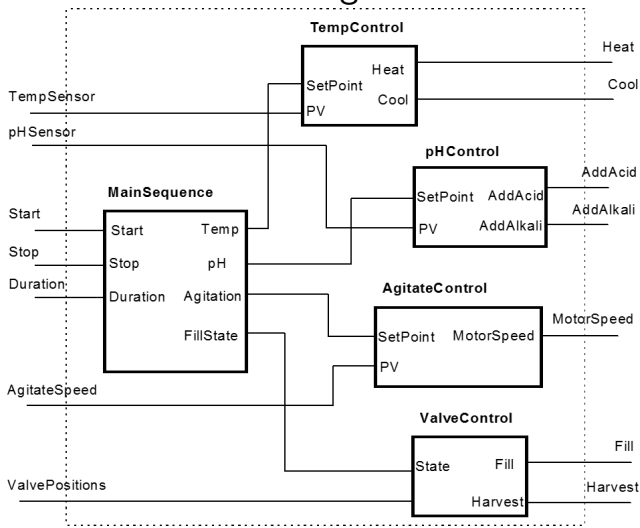 TempControl
Heat
Heat
SetPoint
Cool
Cool
TempSensor
PV
pHSensor
pHControl
AddAcid
MainSequence
SetPoint AddAcid
Start
AddAlkali
Start Temp
PV AddAlkali
Stop
Stop pH
Duration
AgitateControl
Duration Agitation
MotorSpeed
FillState
SetPoint MotorSpeed
PV
AgitateSpeed
ValveControl
Fill
State Fill
ValvePositions
Harvest
Harvest